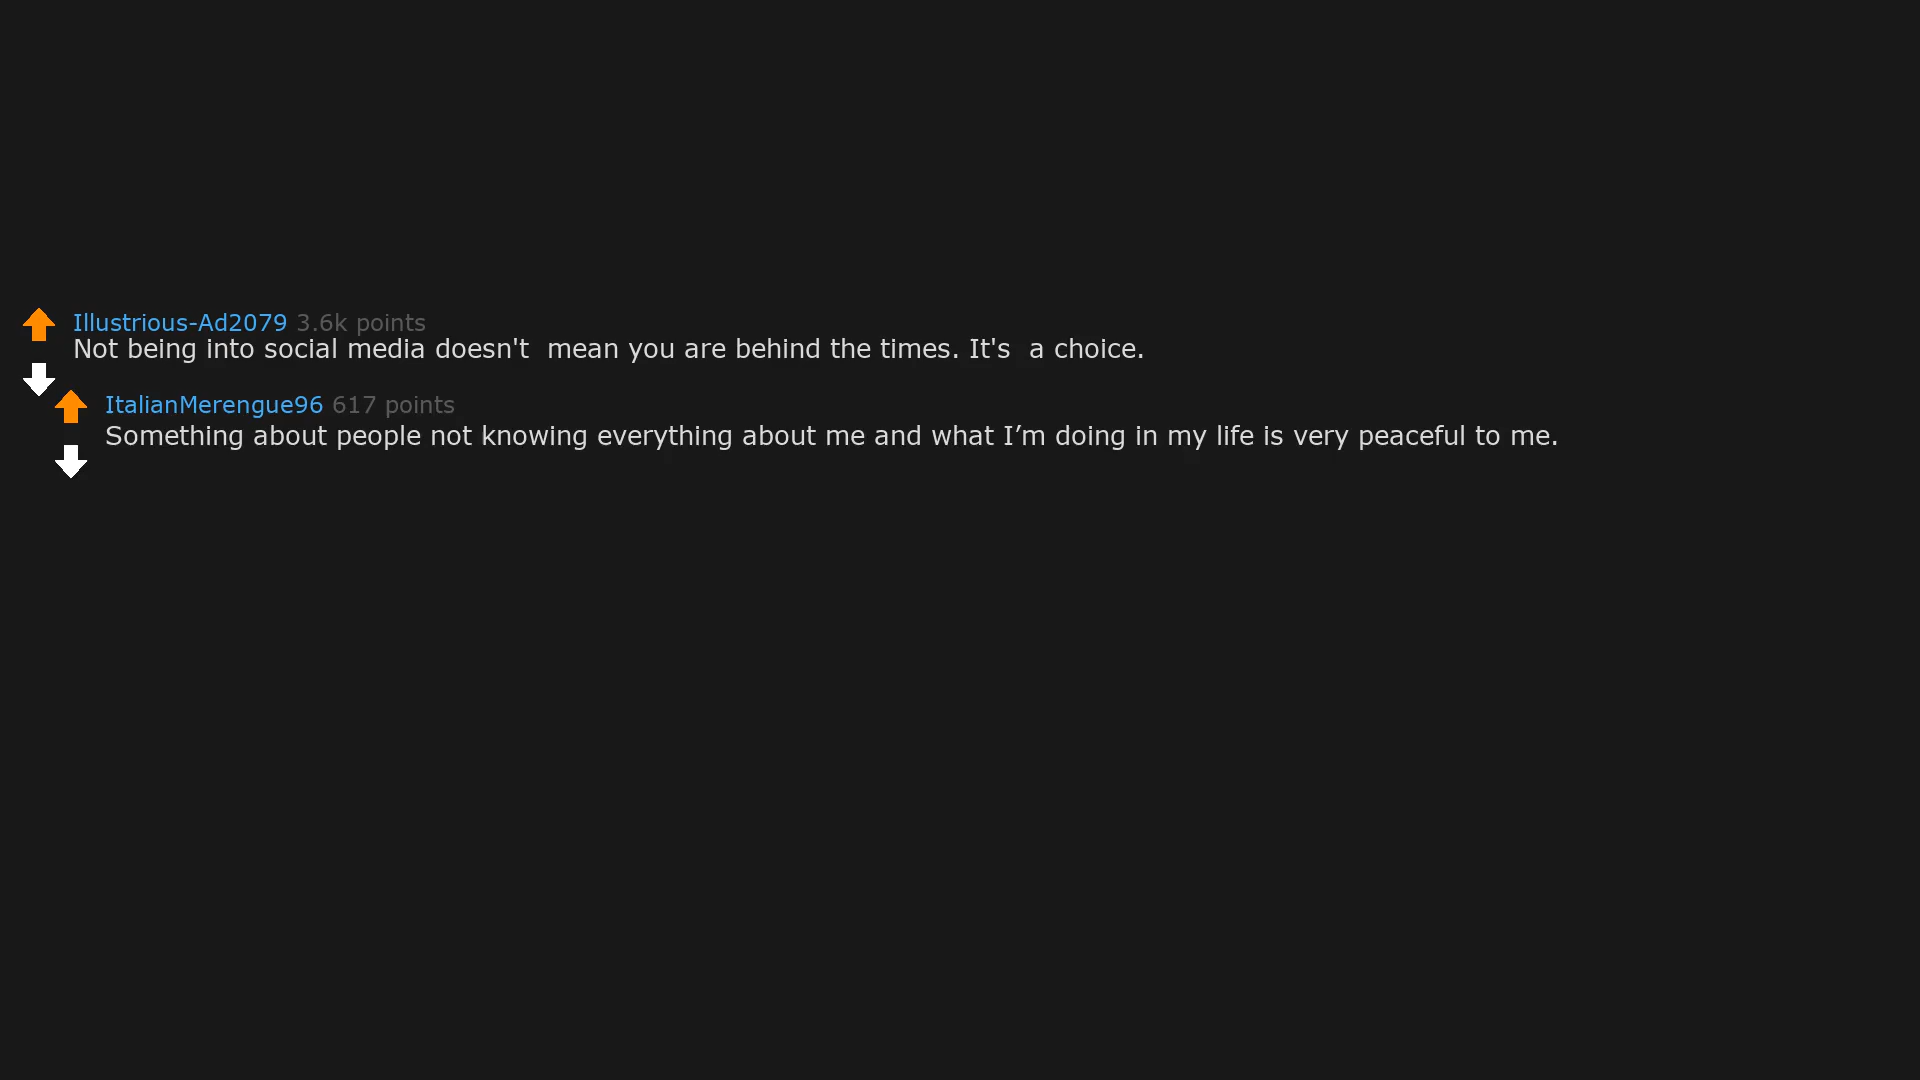 Illustrious-Ad2079 3.6k points
Not being into social media doesn't  mean you are behind the times. It's  a choice.
ItalianMerengue96 617 points
Something about people not knowing everything about me and what I’m doing in my life is very peaceful to me.